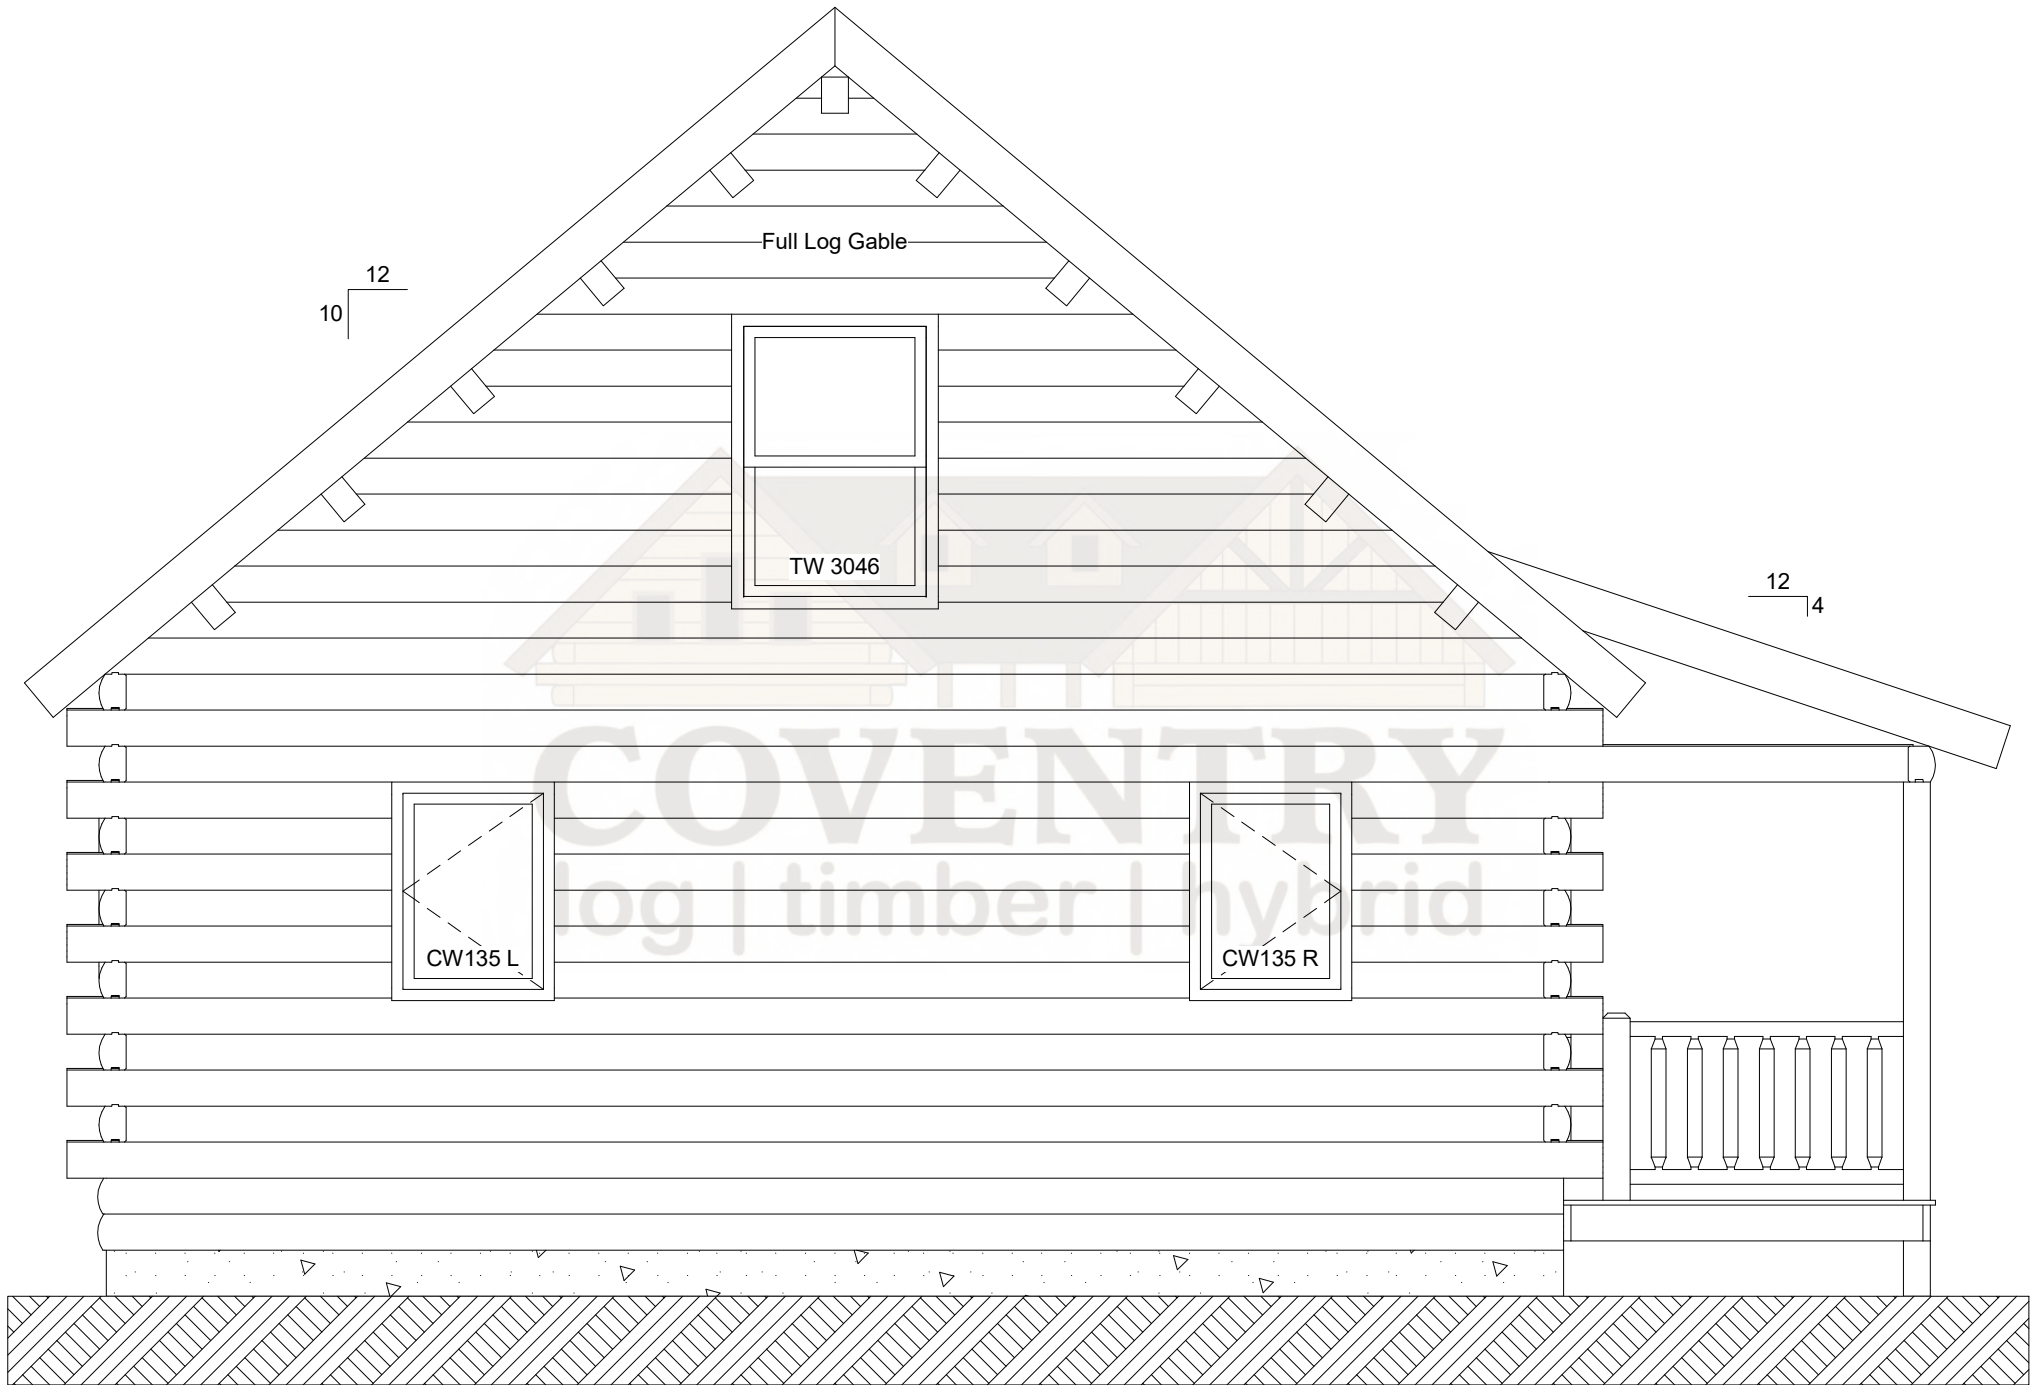 Full Log Gable
12
10
TW 3046
12
4
COVENTRY
log | timber | hybrid
CW135 L
CW135 R